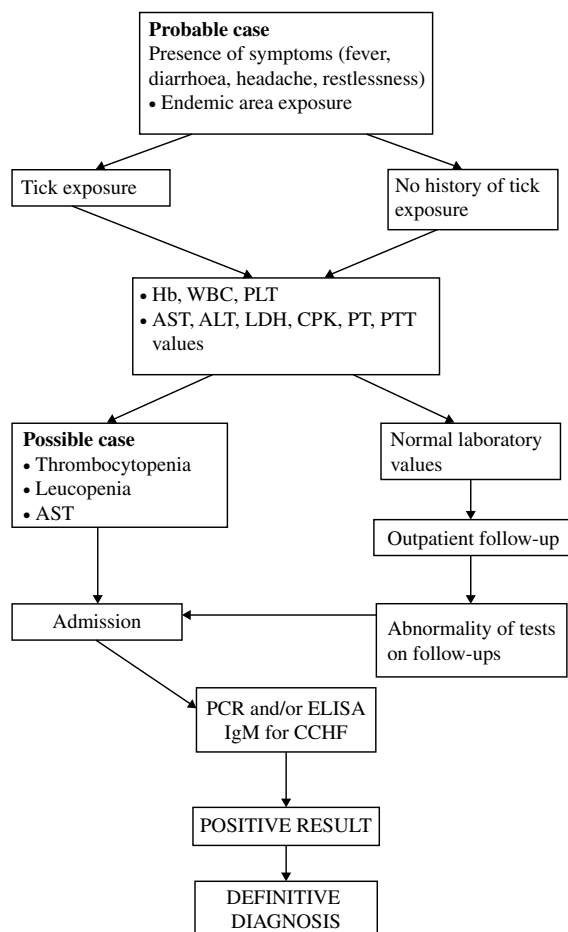 Probable case
Presence of symptoms (fever,
diarrhoea, headache, restlessness)
• Endemic area exposure
Tick exposure
No history of tick
exposure
• Hb, WBC, PLT
• AST, ALT, LDH, CPK, PT, PTT
values
Possible case
• Thrombocytopenia
• Leucopenia
• AST
Normal laboratory
values
Outpatient follow-up
Admission
Abnormality of tests
on follow-ups
PCR and/or ELISA
IgM for CCHF
POSITIVE RESULT
DEFINITIVE
DIAGNOSIS